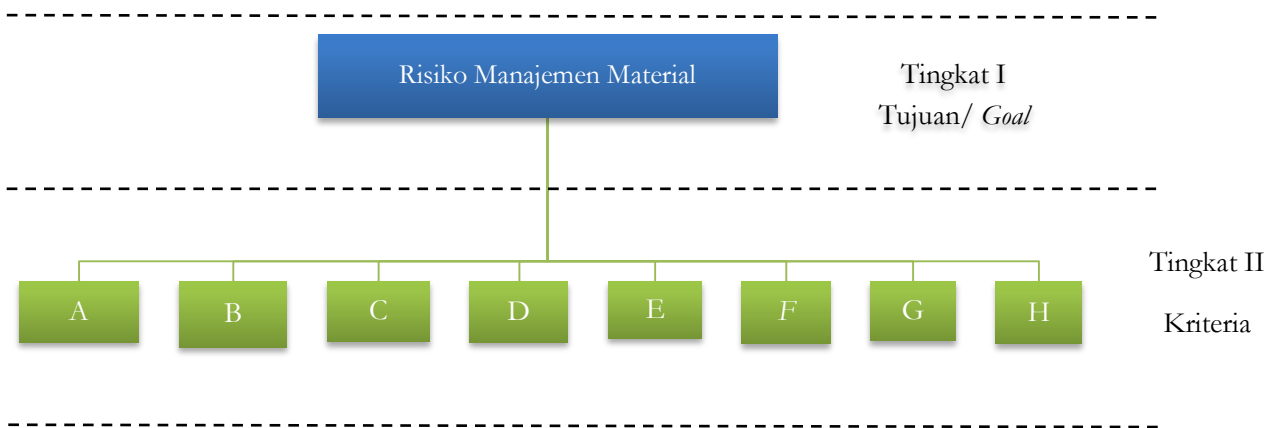 Risiko Manajemen Material
Tingkat I
Tujuan/ Goal
A
B
C
D
E
F
G
H
Tingkat II
Kriteria